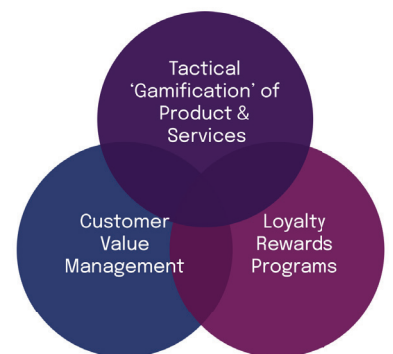 Tactical
‘Gamification’ of
Product &
Services
Customer
Value
Management
Loyalty
Rewards
Programs